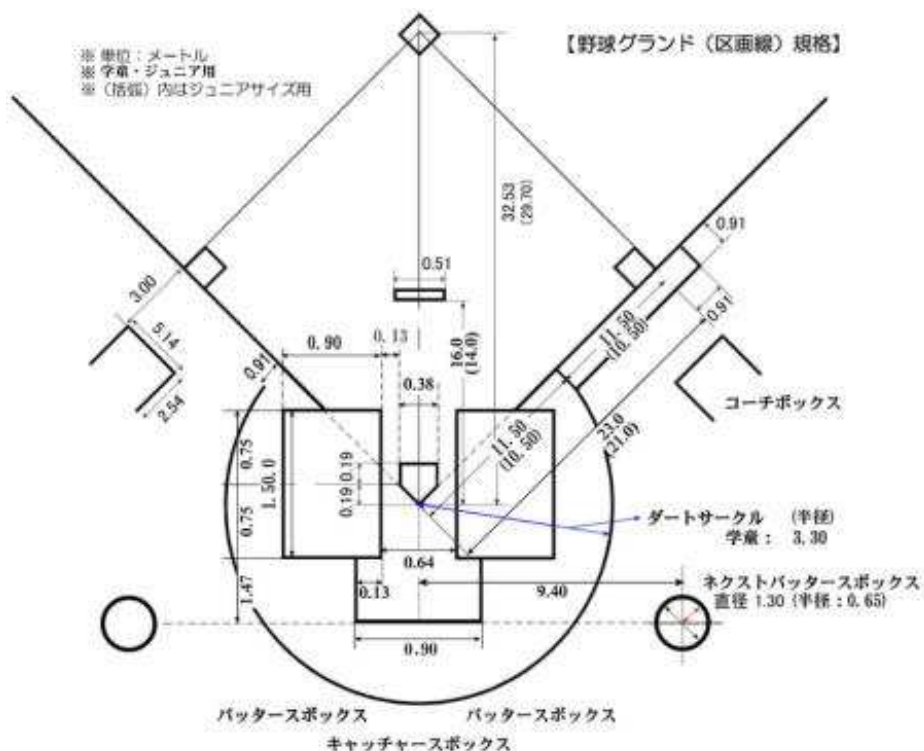 【野球グランド（区画線）規格】
※ 単位：メートル
※ 学童・ジュニア用
※（括弧）内はジュニアサイズ用
32.53
(29.70)
0.91
0.51
3.00
0.91
5.14
11.50
(10.50)
0.90
0.13
16.0
(14.0)
0.91
0.38
2.54
コーチボックス
23.0
(21.0)
11.50
(10.50)
0.75
1.50.0
0.19
0.19
0.75
ダートサークル （半径）
学童： 3.30
0.64
1.47
0.13
9.40
ネクストバッタースボックス
直径 1.30（半径：0.65）
0.90
バッタースボックス
バッタースボックス
キャッチャースボックス